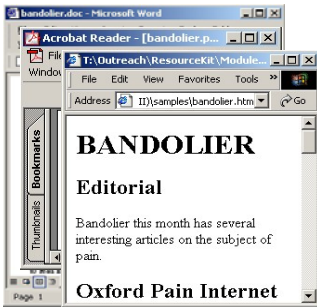 bandolier.doc - Microsoft Word
Acrobat Reader - [bandolier.p...
Fil
Window
Bookmarks
Thumbnails
Page 1
T:\Outreach\ResourceKit\Module...
File Edit View Favorites Tools »
Address II)\samples\bandolier.htm Go
BANDOLIER
Editorial
Bandolier this month has several
interesting articles on the subject of
pain.
Oxford Pain Internet